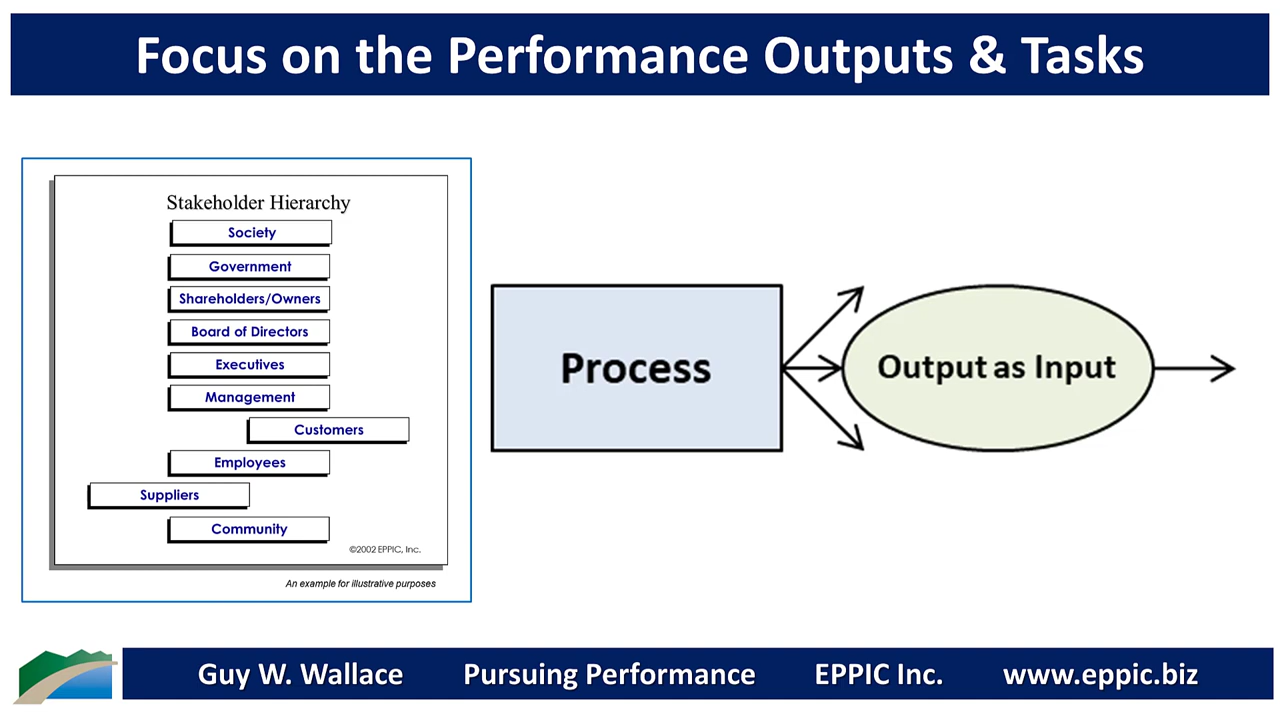 Focus on the Performance Outputs & Tasks
Stakeholder Hierarchy
Society
Government
Shareholders/Owners
Board of Directors
Executives
Management
Customers
Employees
Suppliers
Community
©2002 EPPIC, Inc.
An example for illustrative purposes
Process
Output as Input
Guy W. Wallace Pursuing Performance EPPIC Inc. www.eppic.biz